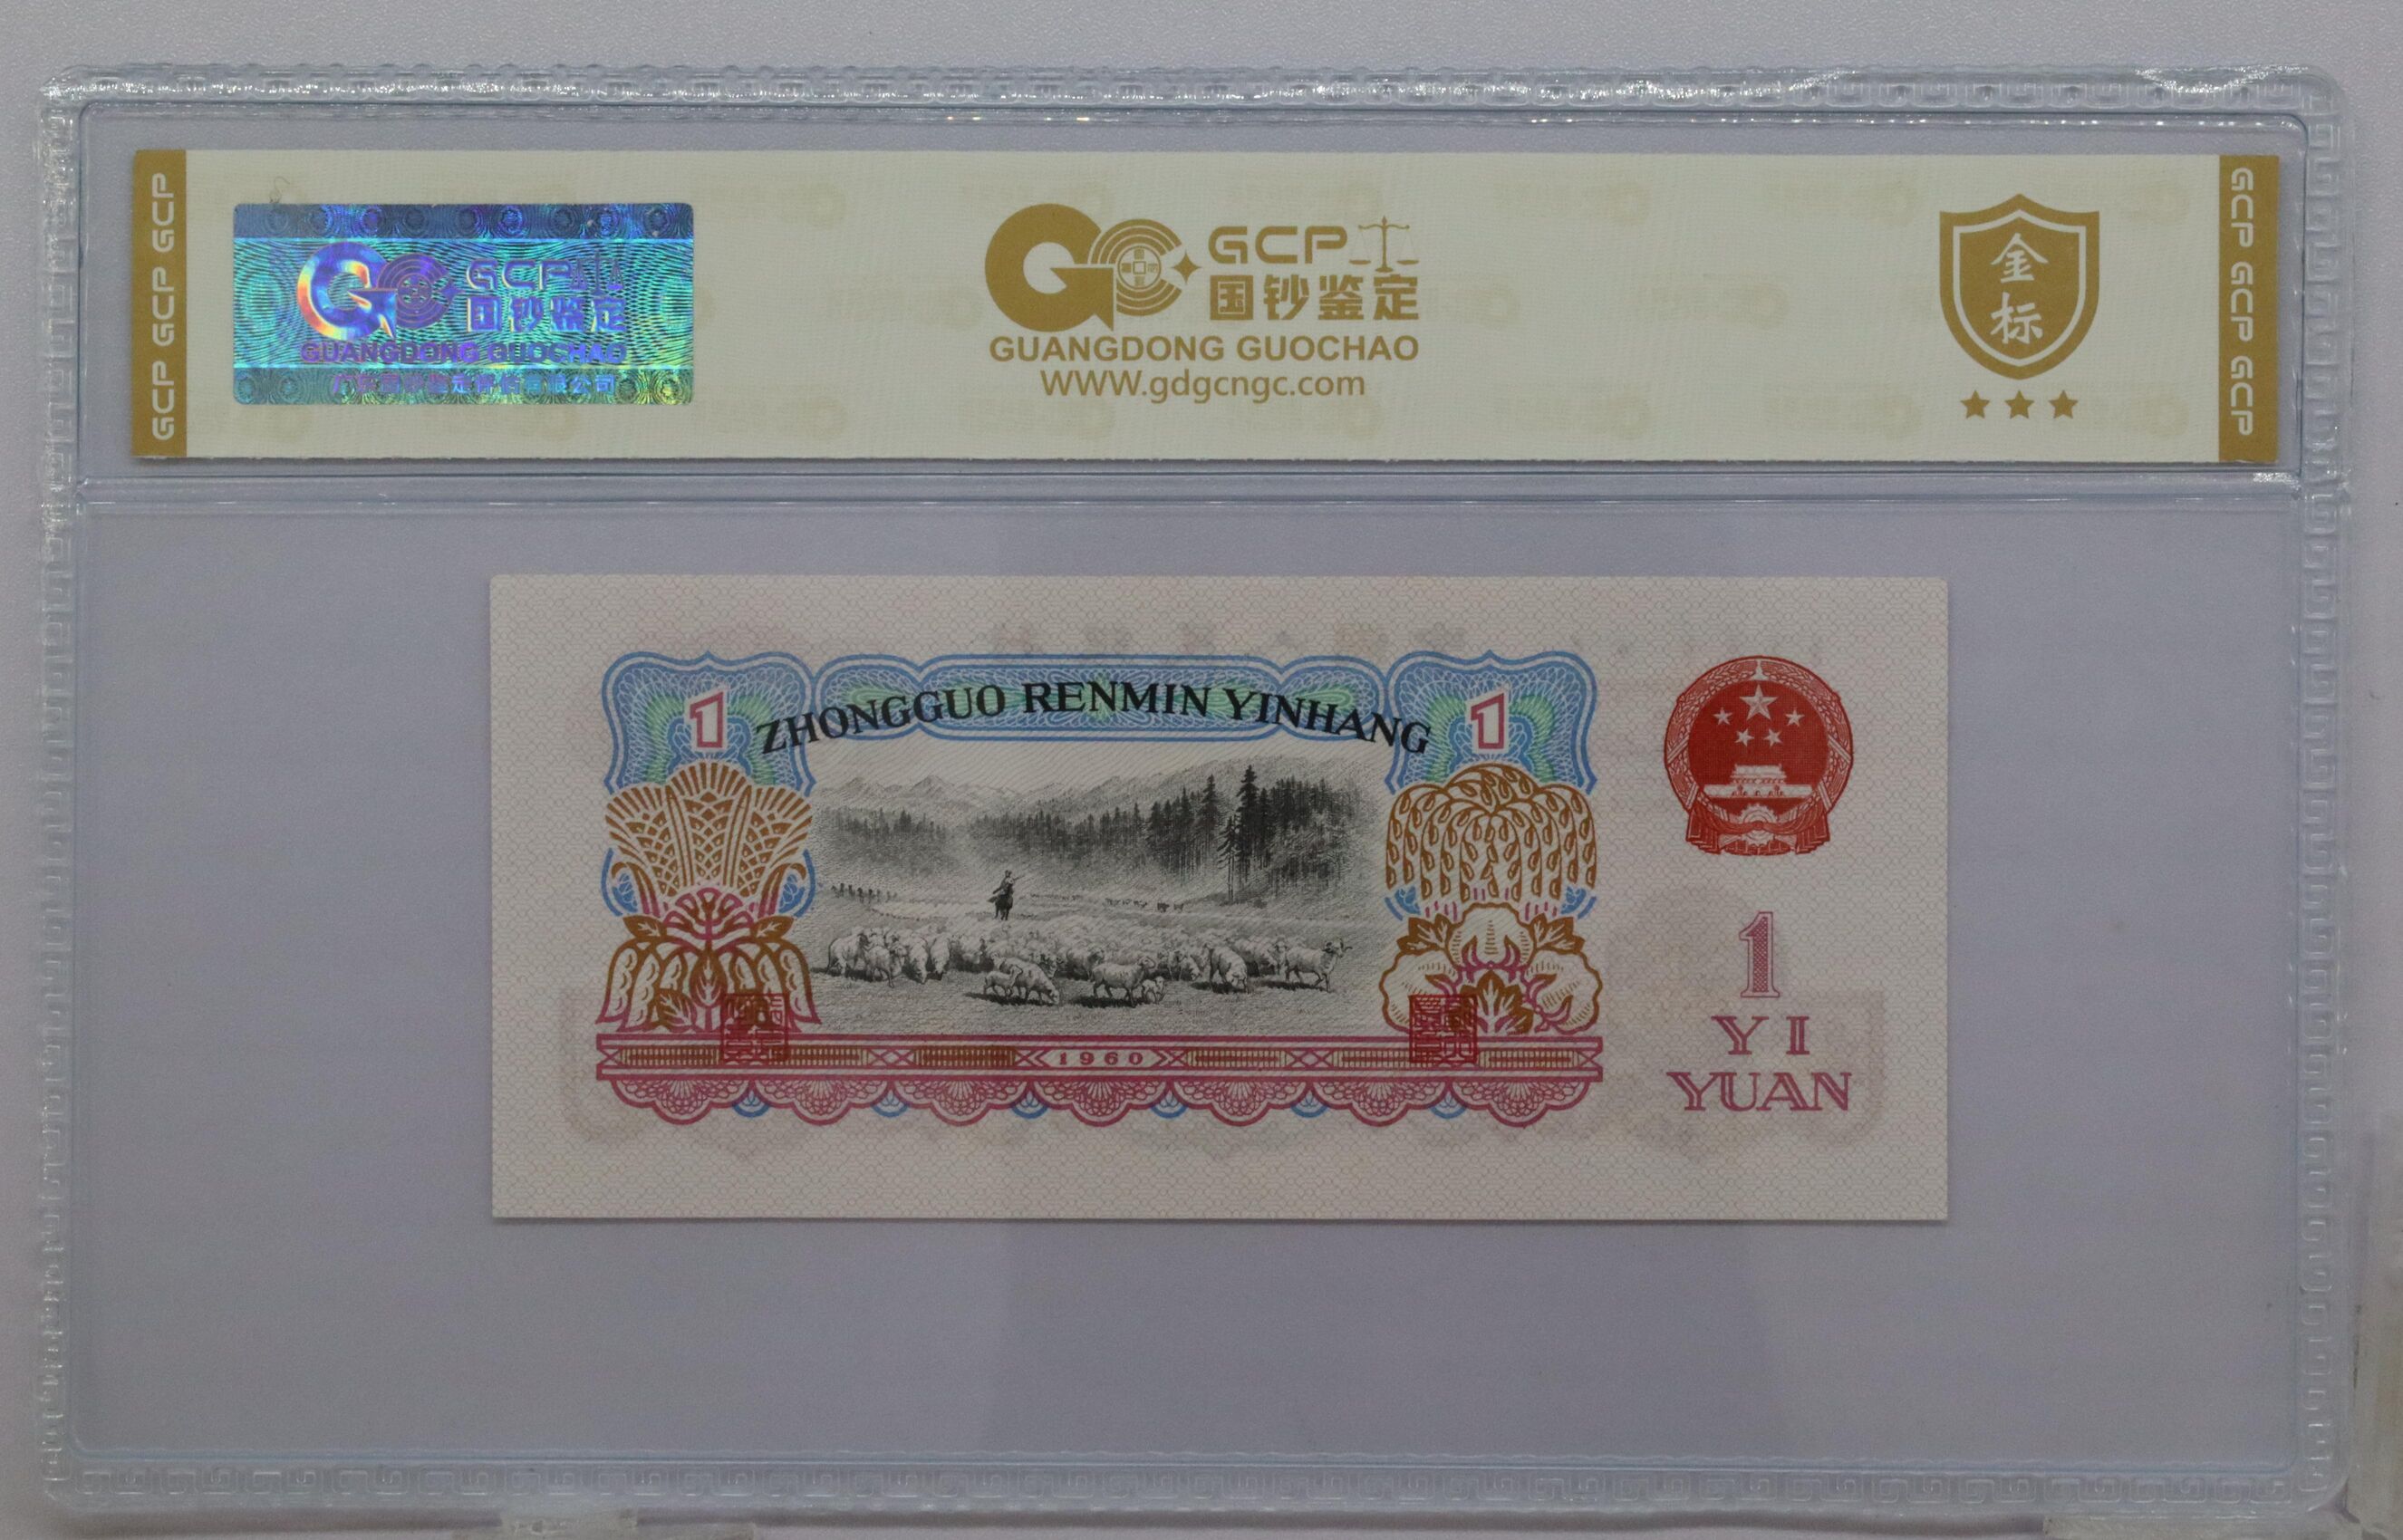 GCP GCP GCP
GCP
国钞鉴定
GUANGDONG GUOCHAO
GCP
国钞鉴定
GUANGDONG GUOCHAO
WWW.gdgcngc.com
金
标
GCP GCP GCP
1
ZHONGGUO RENMIN YINHANG
1
1960
1
YI
YUAN